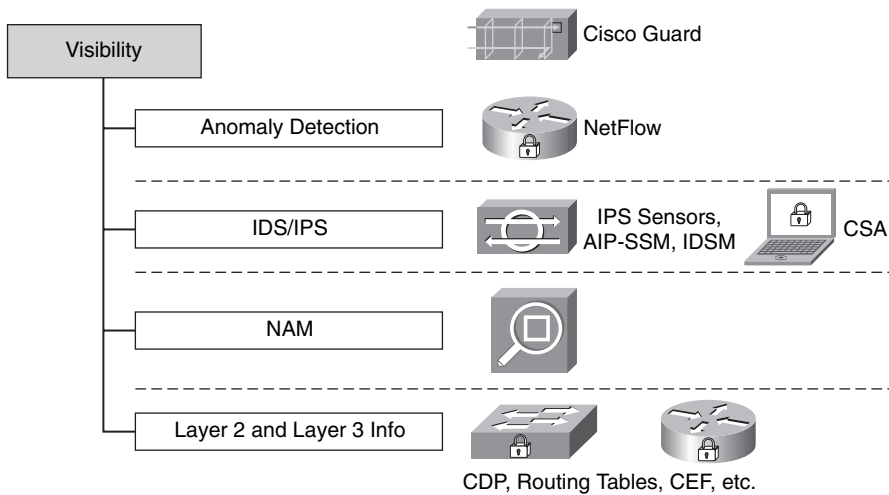 Visibility
Cisco Guard
Anomaly Detection
NetFlow
IDS/IPS
IPS Sensors,
AIP-SSM, IDSM
CSA
NAM
Layer 2 and Layer 3 Info
CDP, Routing Tables, CEF, etc.